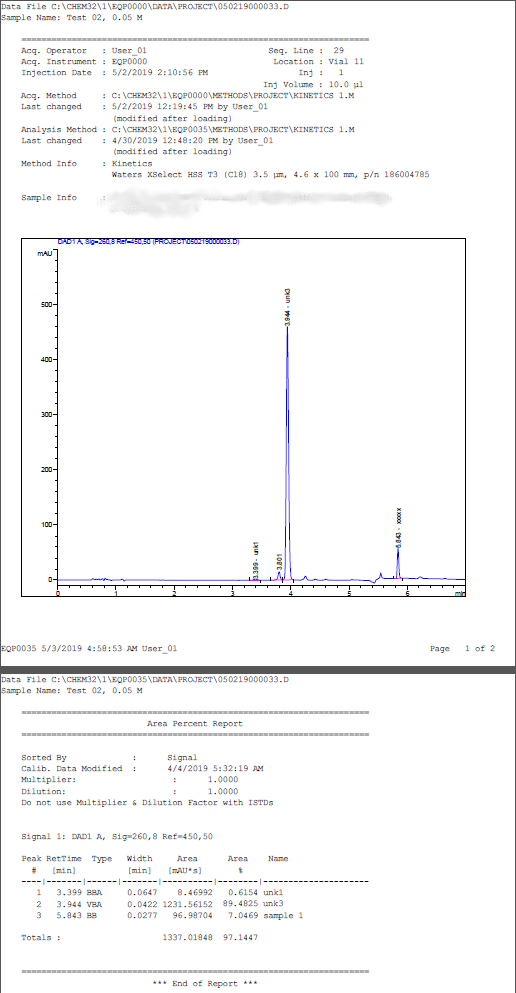 Data File C:\CHEM32\1\EQP0000\DATA\PROJECT\050219000033.D
Sample Name: Test 02, 0.05 M
Acq. Operator : User_01 Seq. Line : 29
Acq. Instrument : EQP0000 Location : Vial 11
Injection Date : 5/2/2019 2:10:56 PM Inj : 1
Inj Volume : 10.0 µl
Acq. Method : C:\CHEM32\1\EQP0000\METHODS\PROJECT\KINETICS 1.M
Last changed : 5/2/2019 12:19:45 PM by User_01
(modified after loading)
Analysis Method : C:\CHEM32\1\EQP0035\METHODS\PROJECT\KINETICS 1.M
Last changed : 4/30/2019 12:48:20 PM by User_01
(modified after loading)
Method Info : Kinetics
Waters XSelect HSS T3 (C18) 3.5 µm, 4.6 x 100 mm, p/n 186004785
Sample Info :
DAD1 A, Sig=260,8 Ref=450,50 (PROJECT\050219000033.D)
mAU
500
400
300
200
100
0
3.399 - unk1
3.801
3.944 - unk3
5.843 - xxxxx
0 1 2 3 4 5 6 min
EQP0035 5/3/2019 4:58:53 AM User_01 Page 1 of 2
Data File C:\CHEM32\1\EQP0035\DATA\PROJECT\050219000033.D
Sample Name: Test 02, 0.05 M
Area Percent Report
Sorted By : Signal
Calib. Data Modified : 4/4/2019 5:32:19 AM
Multiplier: : 1.0000
Dilution: : 1.0000
Do not use Multiplier & Dilution Factor with ISTDs
Signal 1: DAD1 A, Sig=260,8 Ref=450,50
Peak RetTime Type Width Area Area Name
# [min] [min] [mAU*s] %
1 3.399 BBA 0.0647 8.46992 0.6154 unk1
2 3.944 VBA 0.0422 1231.56152 89.4825 unk3
3 5.843 BB 0.0277 96.98704 7.0469 sample 1
Totals : 1337.01848 97.1447
*** End of Report ***